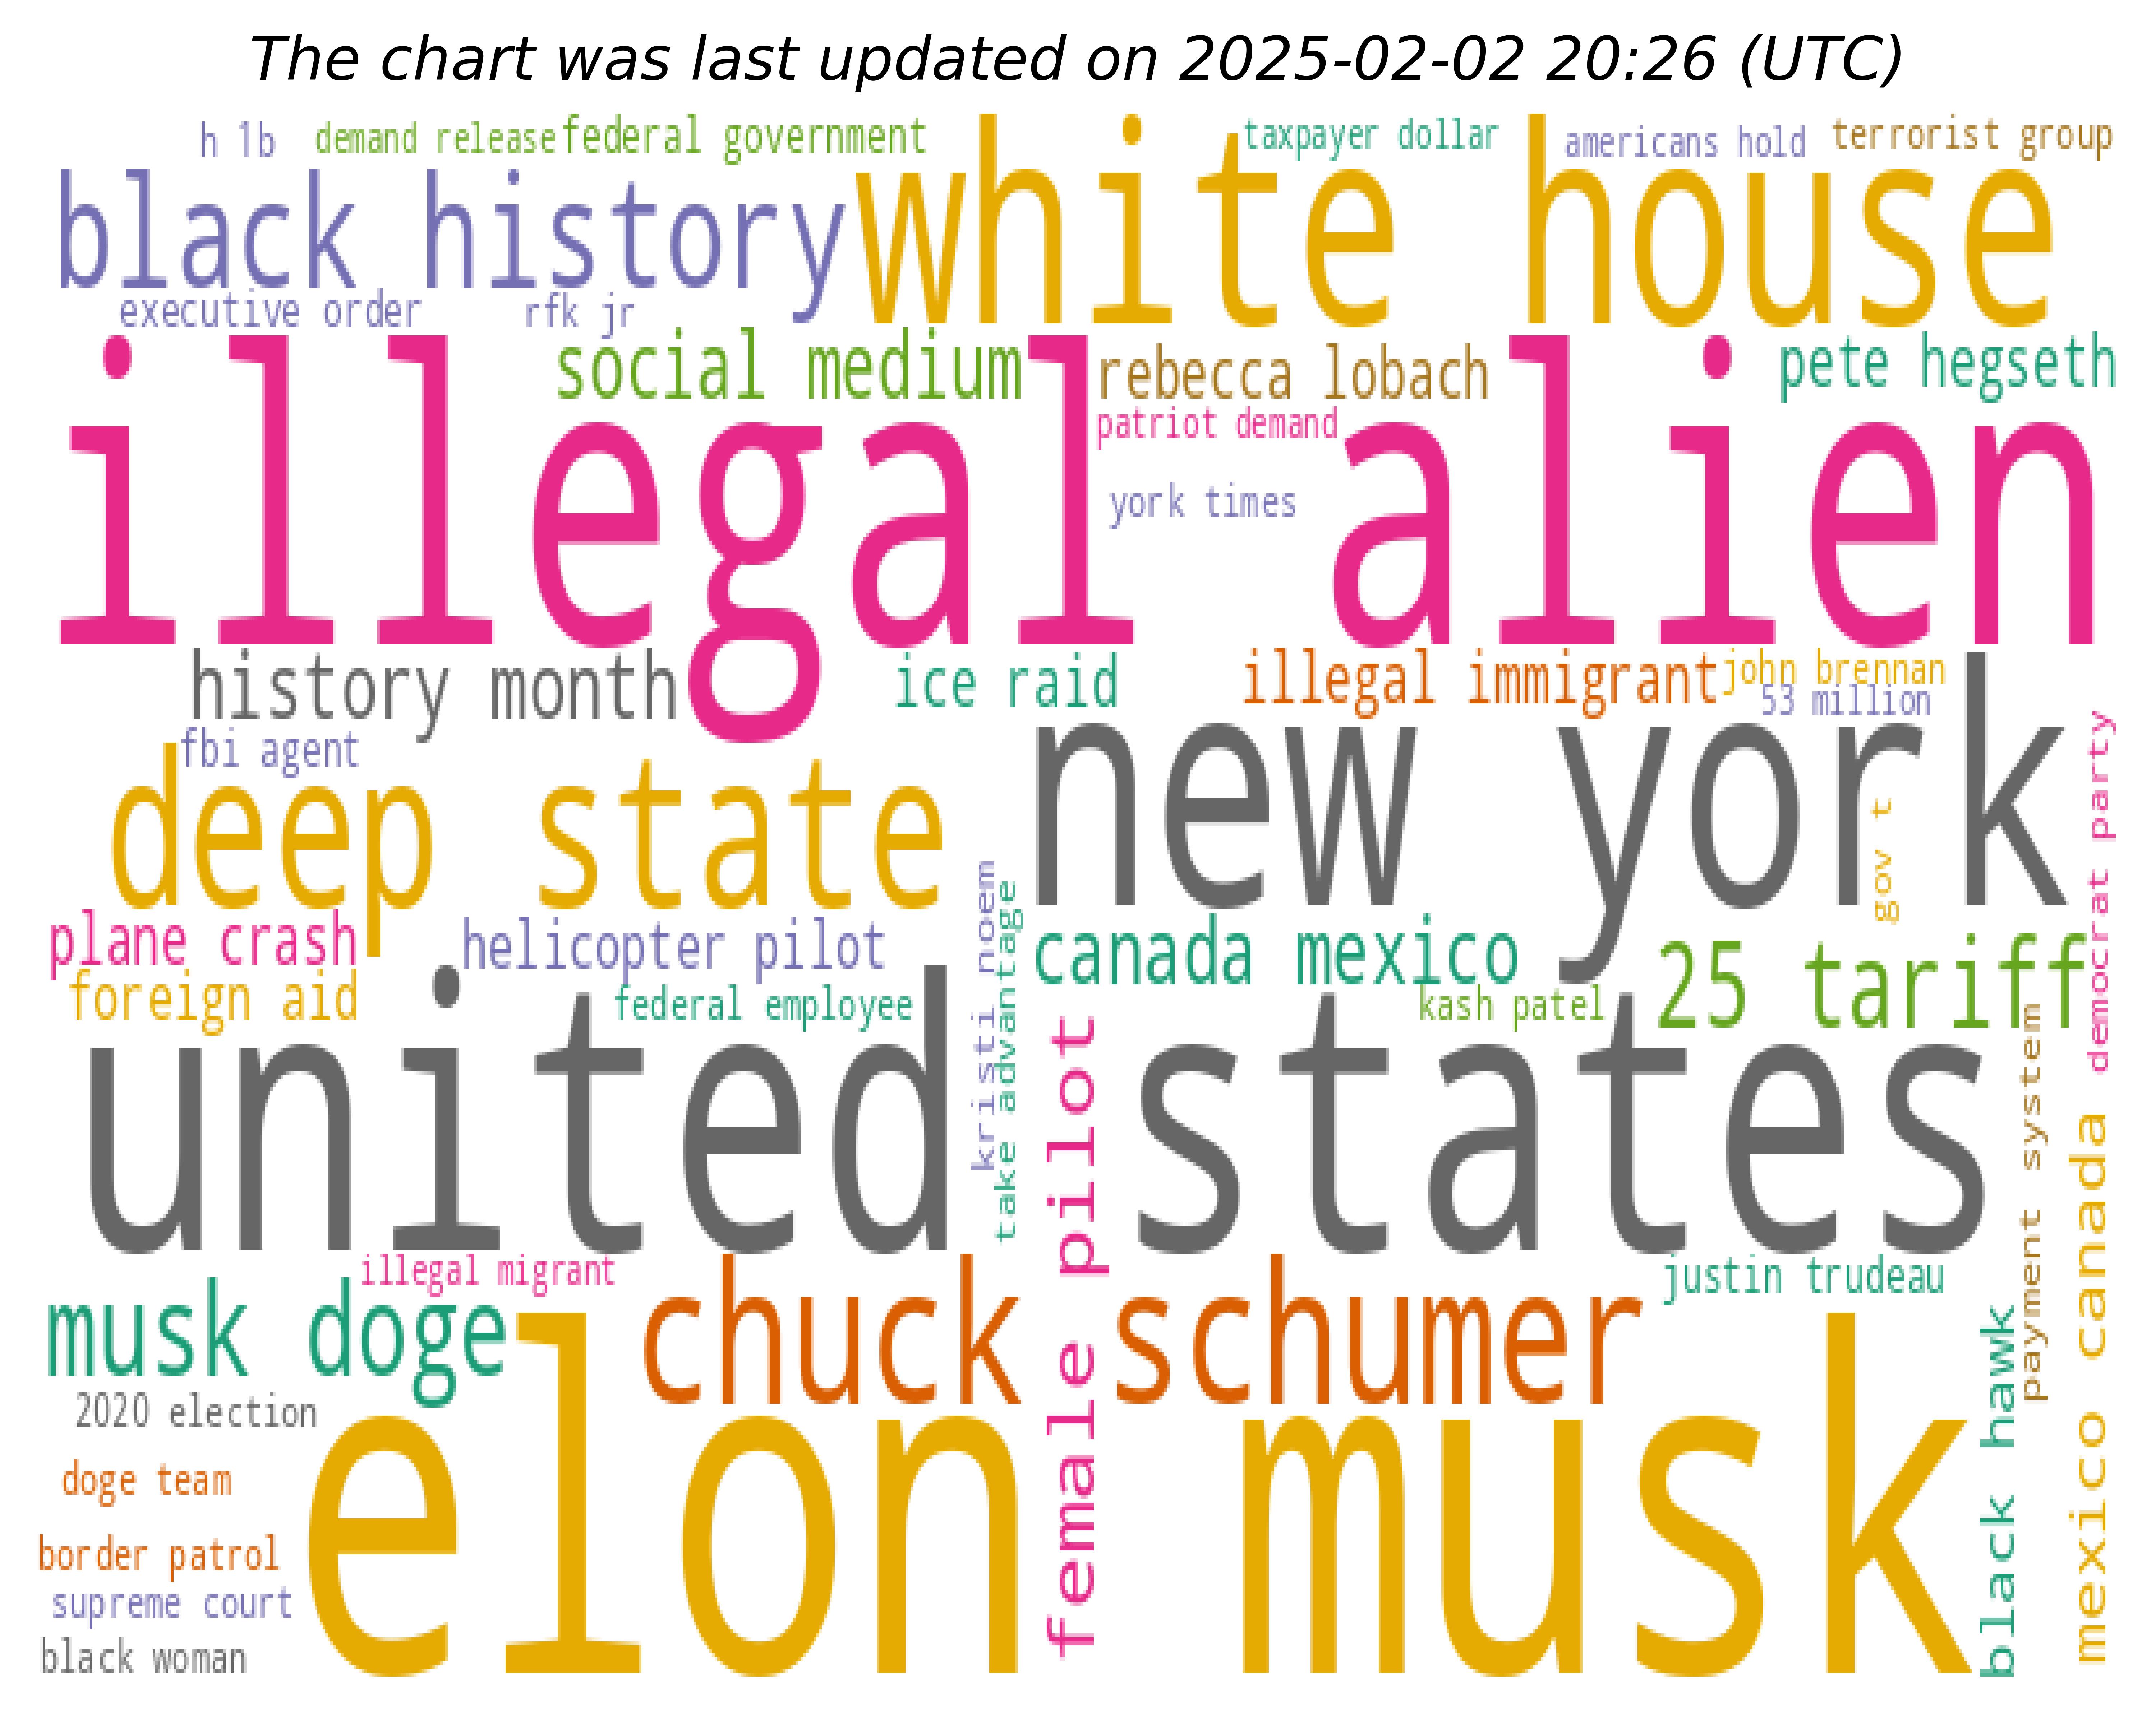 The chart was last updated on 2025-02-02 20:26 (UTC)
h 1b
demand release
federal government
taxpayer dollar
americans hold
terrorist group
black history
white house
executive order
rfk jr
social medium
rebecca lobach
pete hegseth
patriot demand
illegal alien
york times
history month
ice raid
illegal immigrant
john brennan
53 million
fbi agent
deep state
new york
gov t
democrat party
plane crash
helicopter pilot
kristi noem
take advantage
canada mexico
25 tariff
foreign aid
federal employee
kash patel
united states
female pilot
payment system
mexico canada
illegal migrant
justin trudeau
musk doge
chuck schumer
black hawk
2020 election
elon musk
doge team
border patrol
supreme court
black woman